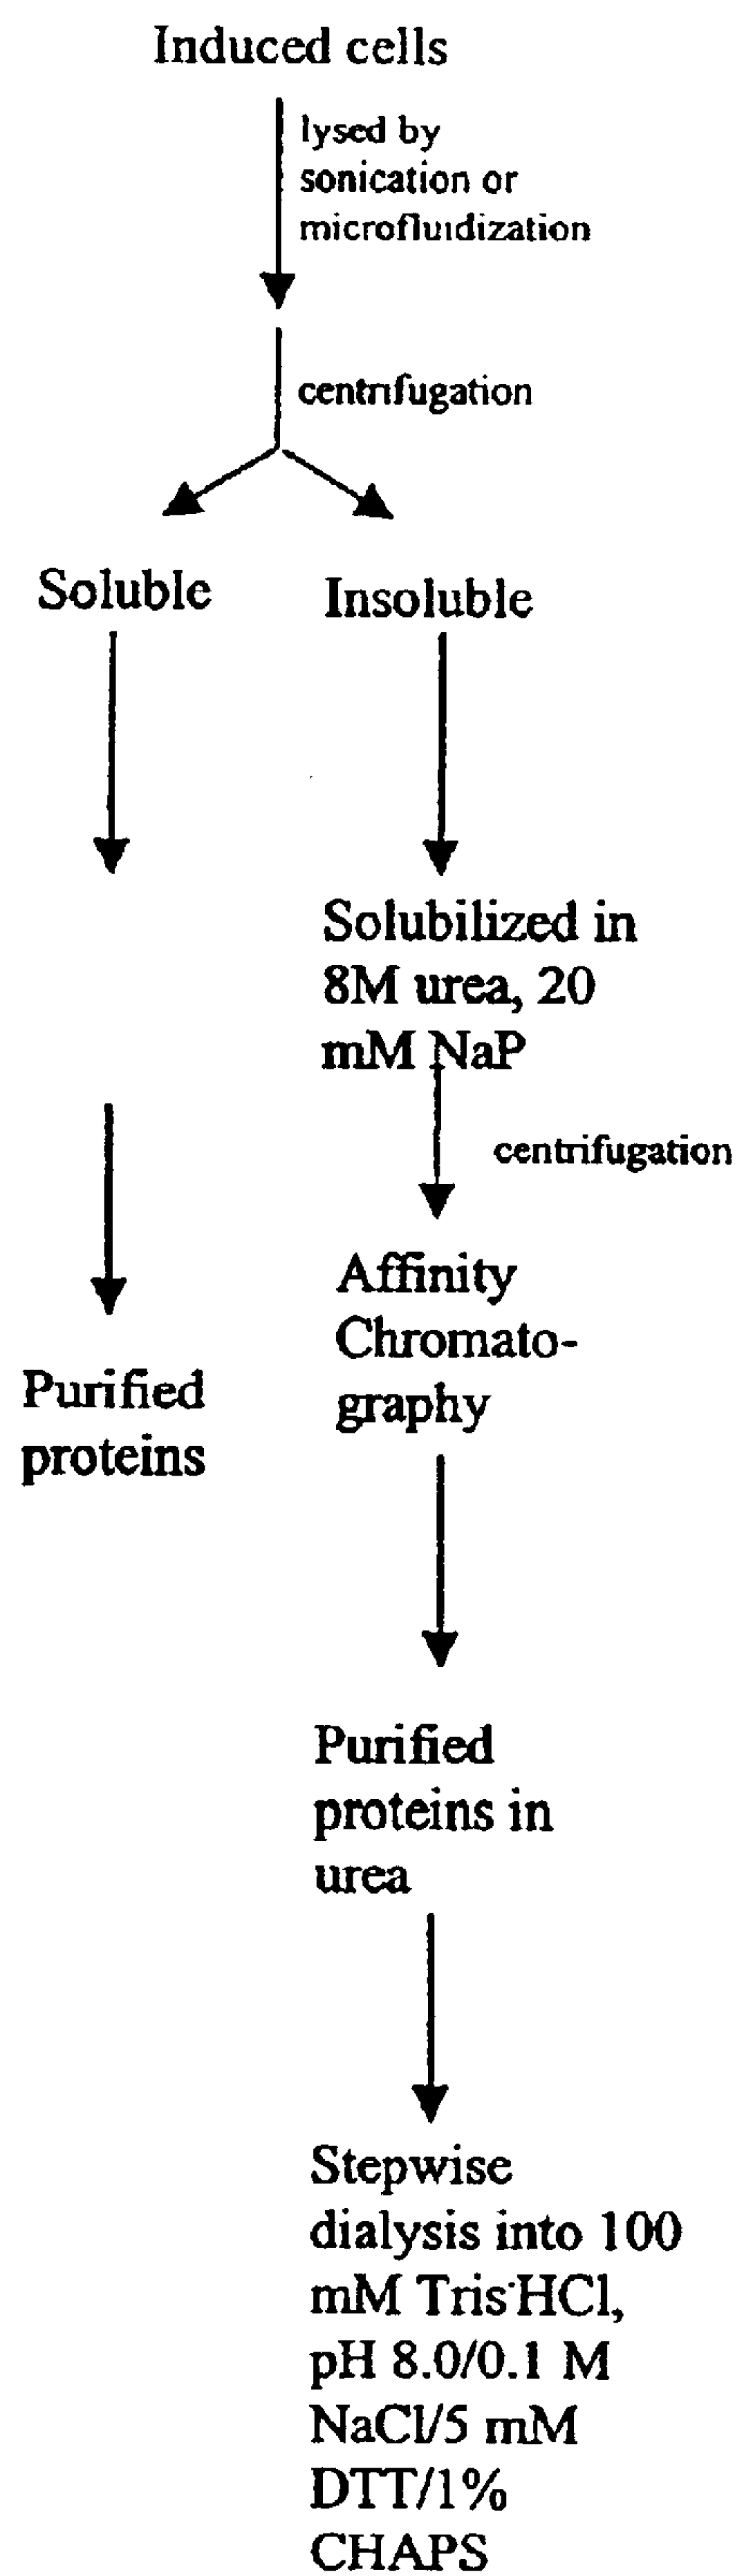 Induced cells
lysed by
sonication or
microfluidization
centrifugation
Soluble
Insoluble
Solubilized in
8M urea, 20
mM NaP
centrifugation
Affinity
Chromato-
graphy
Purified
proteins
Purified
proteins in
urea
Stepwise
dialysis into 100
mM Tris·HCl,
pH 8.0/0.1 M
NaCl/5 mM
DTT/1%
CHAPS